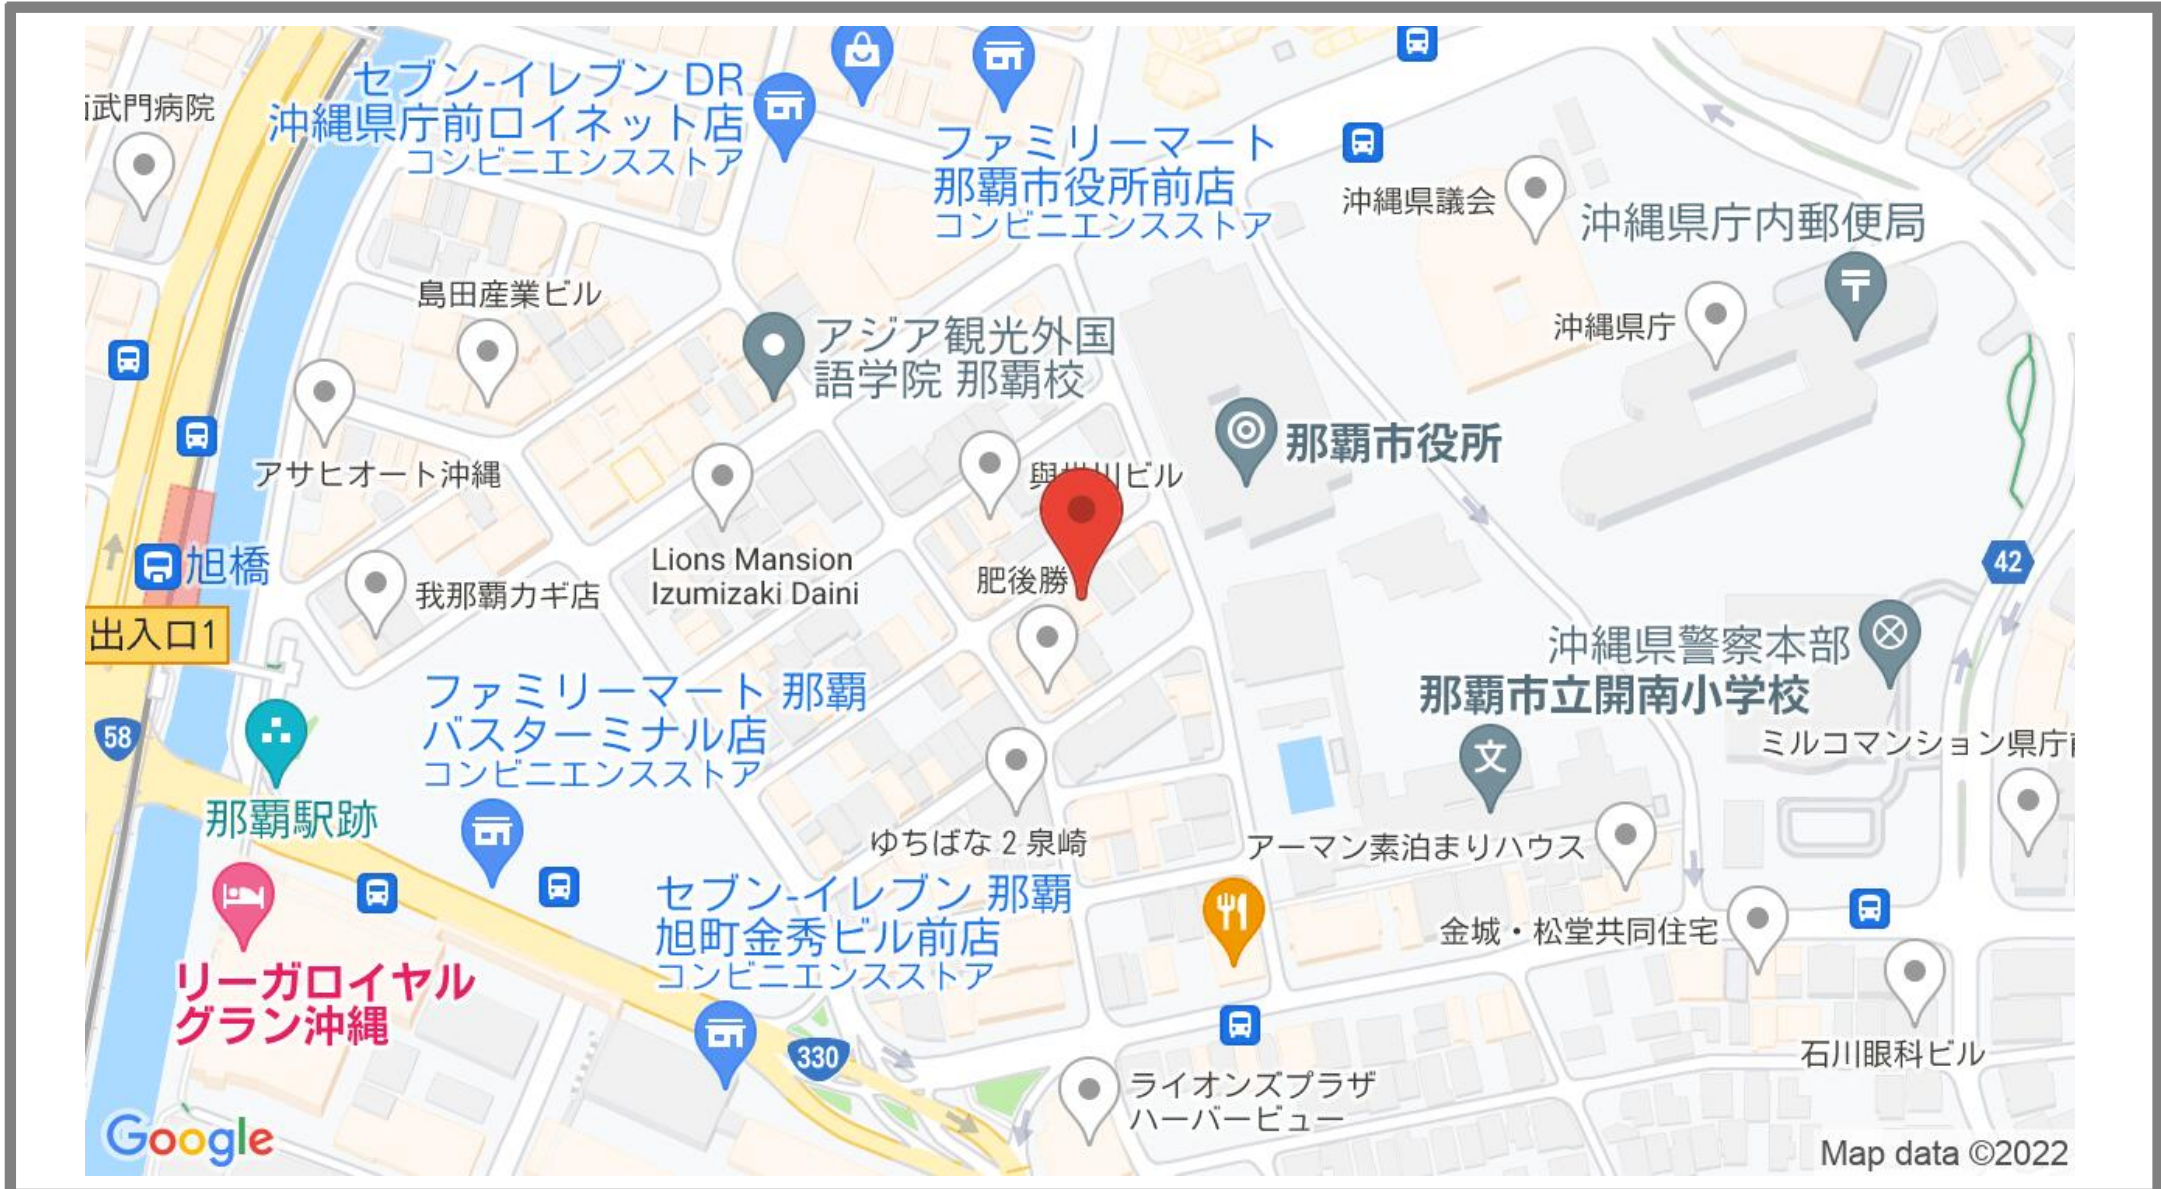 セブン-イレブン DR
沖縄県庁前ロイネット店
コンビニエンスストア
武門病院
ファミリーマート
那覇市役所前店
コンビニエンスストア
沖縄県議会
沖縄県庁内郵便局
島田産業ビル
アジア観光外国
語学院 那覇校
沖縄県庁
那覇市役所
アサヒオート沖縄
川ビル
旭橋
Lions Mansion
Izumizaki Daini
肥後勝
42
我那覇カギ店
出入口1
沖縄県警察本部
那覇市立開南小学校
文
ファミリーマート 那覇
バスターミナル店
コンビニエンスストア
58
ミルコマンション県庁
那覇駅跡
ゆちばな 2 泉崎
アーマン素泊まりハウス
セブン-イレブン 那覇
旭町金秀ビル前店
コンビニエンスストア
金城・松堂共同住宅
リーガロイヤル
グラン沖縄
330
石川眼科ビル
ライオンズプラザ
ハーバービュー
Google
Map data ©2022